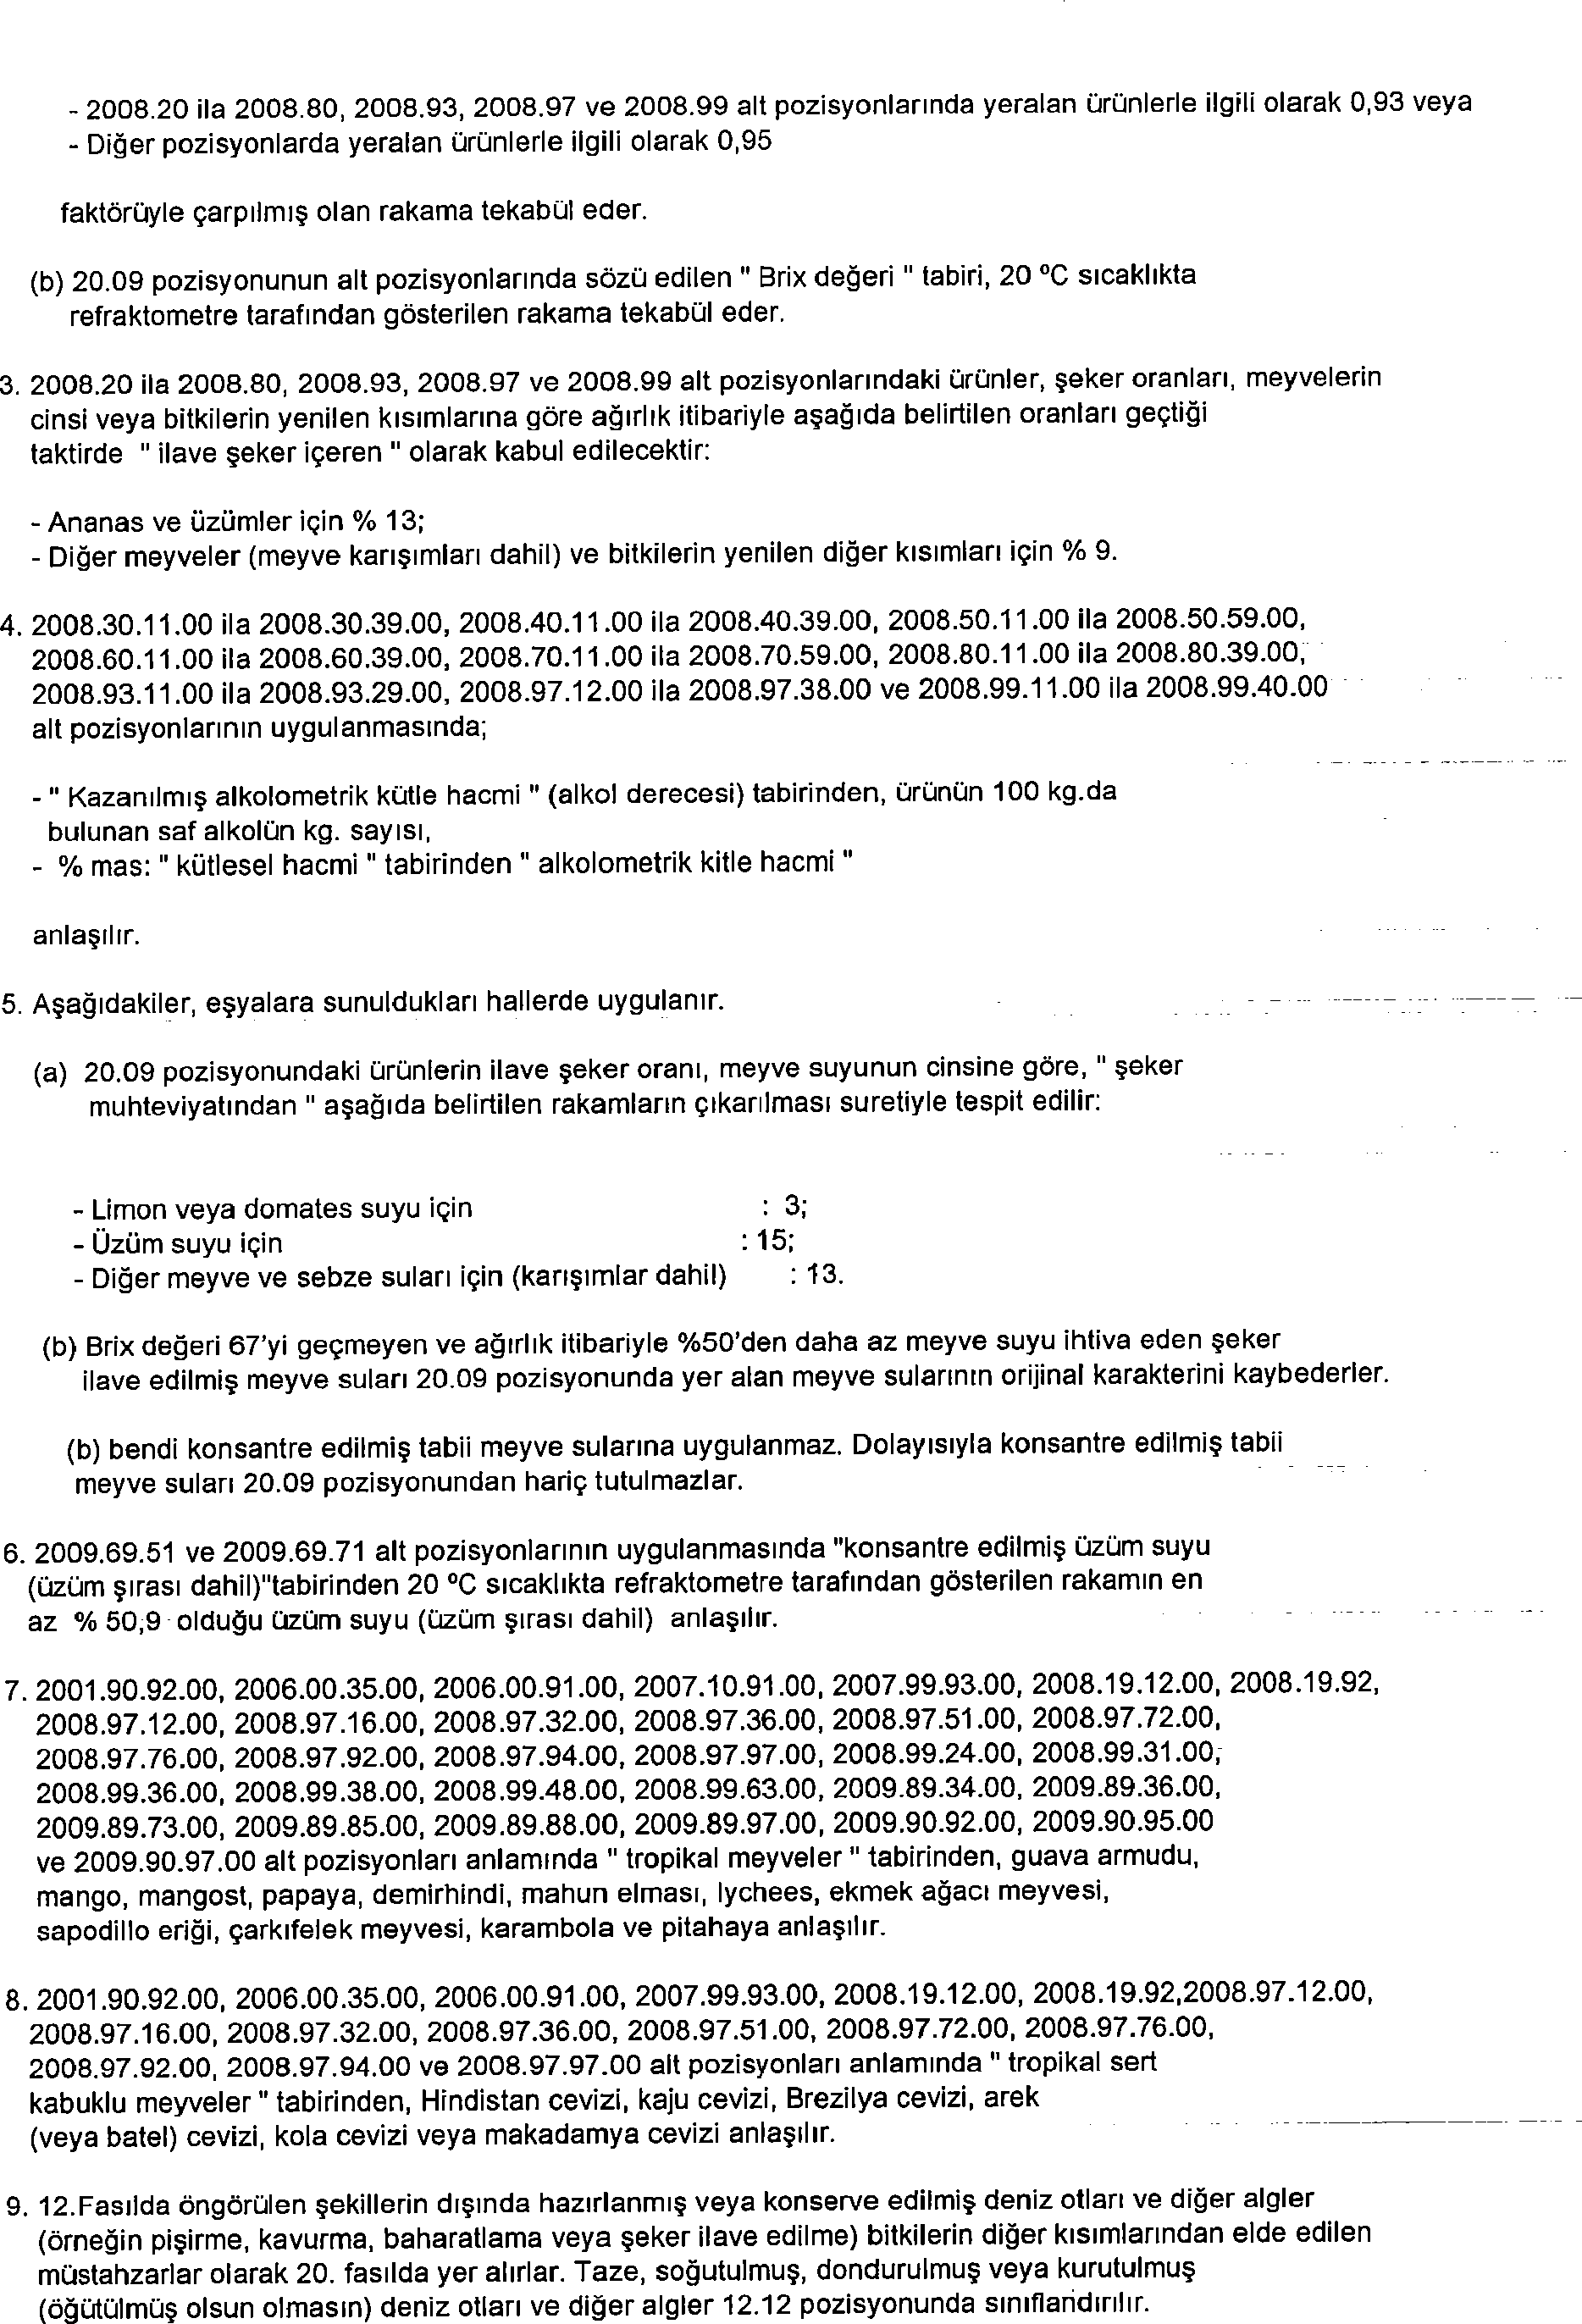 - 2008.20 ila 2008.80, 2008.93, 2008.97 ve 2008.99 alt pozisyonlarında yeralan ürünlerle ilgili olarak 0,93 veya
- Diğer pozisyonlarda yeralan ürünlerle ilgili olarak 0,95
faktörüyle çarpılmış olan rakama tekabül eder.
(b) 20.09 pozisyonunun alt pozisyonlarında sözü edilen " Brix değeri " tabiri, 20 ºC sıcaklıkta
refraktometre tarafından gösterilen rakama tekabül eder.
3. 2008.20 ila 2008.80, 2008.93, 2008.97 ve 2008.99 alt pozisyonlarındaki ürünler, şeker oranları, meyvelerin
cinsi veya bitkilerin yenilen kısımlarına göre ağırlık itibariyle aşağıda belirtilen oranları geçtiği
taktirde " ilave şeker içeren " olarak kabul edilecektir:
- Ananas ve üzümler için % 13;
- Diğer meyveler (meyve karışımları dahil) ve bitkilerin yenilen diğer kısımları için % 9.
4. 2008.30.11.00 ila 2008.30.39.00, 2008.40.11.00 ila 2008.40.39.00, 2008.50.11.00 ila 2008.50.59.00,
2008.60.11.00 ila 2008.60.39.00, 2008.70.11.00 ila 2008.70.59.00, 2008.80.11.00 ila 2008.80.39.00,
2008.93.11.00 ila 2008.93.29.00, 2008.97.12.00 ila 2008.97.38.00 ve 2008.99.11.00 ila 2008.99.40.00
alt pozisyonlarının uygulanmasında;
- " Kazanılmış alkolometrik kütle hacmi " (alkol derecesi) tabirinden, ürünün 100 kg.da
bulunan saf alkolün kg. sayısı,
- % mas: " kütlesel hacmi " tabirinden " alkolometrik kitle hacmi "
anlaşılır.
5. Aşağıdakiler, eşyalara sunuldukları hallerde uygulanır.
(a) 20.09 pozisyonundaki ürünlerin ilave şeker oranı, meyve suyunun cinsine göre, " şeker
muhteviyatından " aşağıda belirtilen rakamların çıkarılması suretiyle tespit edilir:
- Limon veya domates suyu için : 3;
- Üzüm suyu için : 15;
- Diğer meyve ve sebze suları için (karışımlar dahil) : 13.
(b) Brix değeri 67'yi geçmeyen ve ağırlık itibariyle %50'den daha az meyve suyu ihtiva eden şeker
ilave edilmiş meyve suları 20.09 pozisyonunda yer alan meyve sularının orijinal karakterini kaybederler.
(b) bendi konsantre edilmiş tabii meyve sularına uygulanmaz. Dolayısıyla konsantre edilmiş tabii
meyve suları 20.09 pozisyonundan hariç tutulmazlar.
6. 2009.69.51 ve 2009.69.71 alt pozisyonlarının uygulanmasında "konsantre edilmiş üzüm suyu
(üzüm şırası dahil)"tabirinden 20 ºC sıcaklıkta refraktometre tarafından gösterilen rakamın en
az % 50,9 olduğu üzüm suyu (üzüm şırası dahil) anlaşılır.
7. 2001.90.92.00, 2006.00.35.00, 2006.00.91.00, 2007.10.91.00, 2007.99.93.00, 2008.19.12.00, 2008.19.92,
2008.97.12.00, 2008.97.16.00, 2008.97.32.00, 2008.97.36.00, 2008.97.51.00, 2008.97.72.00,
2008.97.76.00, 2008.97.92.00, 2008.97.94.00, 2008.97.97.00, 2008.99.24.00, 2008.99.31.00,
2008.99.36.00, 2008.99.38.00, 2008.99.48.00, 2008.99.63.00, 2009.89.34.00, 2009.89.36.00,
2009.89.73.00, 2009.89.85.00, 2009.89.88.00, 2009.89.97.00, 2009.90.92.00, 2009.90.95.00
ve 2009.90.97.00 alt pozisyonları anlamında " tropikal meyveler " tabirinden, guava armudu,
mango, mangost, papaya, demirhindi, mahun elması, lychees, ekmek ağacı meyvesi,
sapodillo eriği, çarkıfelek meyvesi, karambola ve pitahaya anlaşılır.
8. 2001.90.92.00, 2006.00.35.00, 2006.00.91.00, 2007.99.93.00, 2008.19.12.00, 2008.19.92,2008.97.12.00,
2008.97.16.00, 2008.97.32.00, 2008.97.36.00, 2008.97.51.00, 2008.97.72.00, 2008.97.76.00,
2008.97.92.00, 2008.97.94.00 ve 2008.97.97.00 alt pozisyonları anlamında " tropikal sert
kabuklu meyveler " tabirinden, Hindistan cevizi, kaju cevizi, Brezilya cevizi, arek
(veya batel) cevizi, kola cevizi veya makadamya cevizi anlaşılır.
9. 12.Fasılda öngörülen şekillerin dışında hazırlanmış veya konserve edilmiş deniz otları ve diğer algler
(örneğin pişirme, kavurma, baharatlama veya şeker ilave edilme) bitkilerin diğer kısımlarından elde edilen
müstahzarlar olarak 20. fasılda yer alırlar. Taze, soğutulmuş, dondurulmuş veya kurutulmuş
(öğütülmüş olsun olmasın) deniz otları ve diğer algler 12.12 pozisyonunda sınıflandırılır.